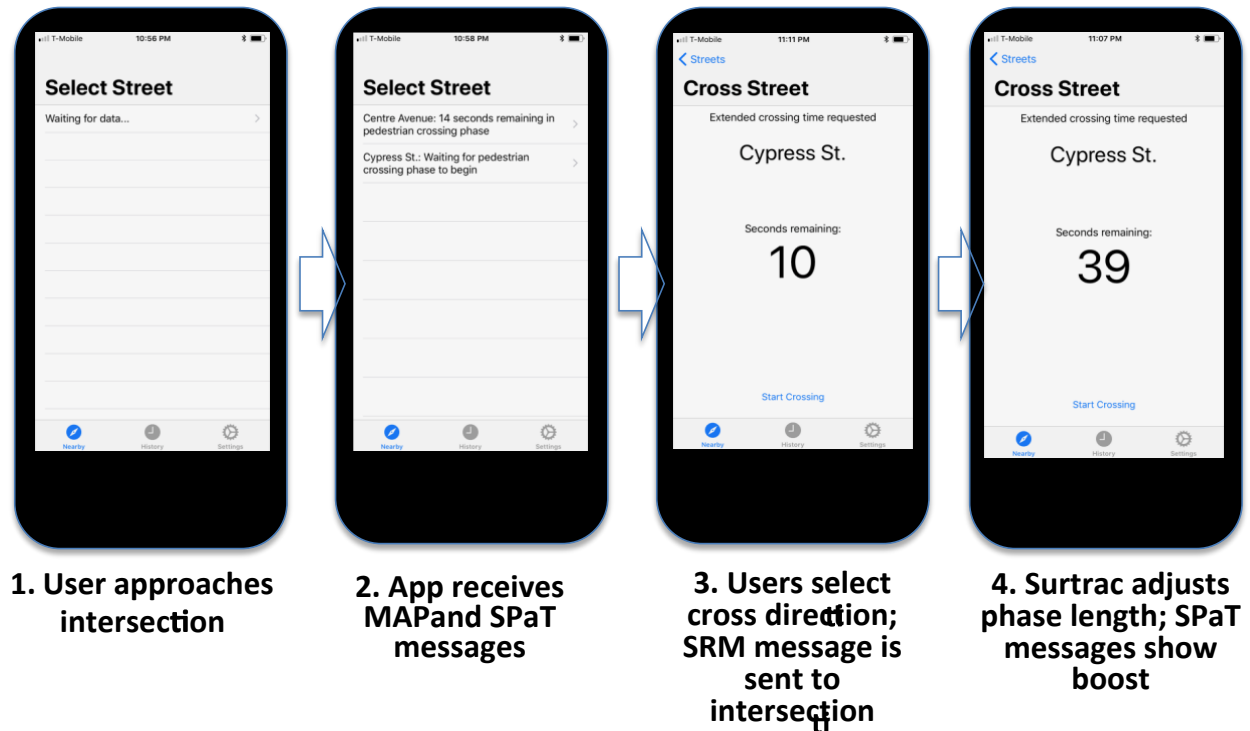 T-Mobile 10:56 PM
Select Street
Waiting for data...
Nearby History Settings
1. User approaches
intersection
T-Mobile 10:58 PM
Select Street
Centre Avenue: 14 seconds remaining in
pedestrian crossing phase
Cypress St.: Waiting for pedestrian
crossing phase to begin
Nearby History Settings
2. App receives
MAPand SPaT
messages
T-Mobile 11:11 PM
Streets
Cross Street
Extended crossing time requested
Cypress St.
Seconds remaining:
10
Start Crossing
Nearby History Settings
3. Users select
cross direction;
SRM message is
sent to
intersection
T-Mobile 11:07 PM
Streets
Cross Street
Extended crossing time requested
Cypress St.
Seconds remaining:
39
Start Crossing
Nearby History Settings
4. Surtrac adjusts
phase length; SPaT
messages show
boost